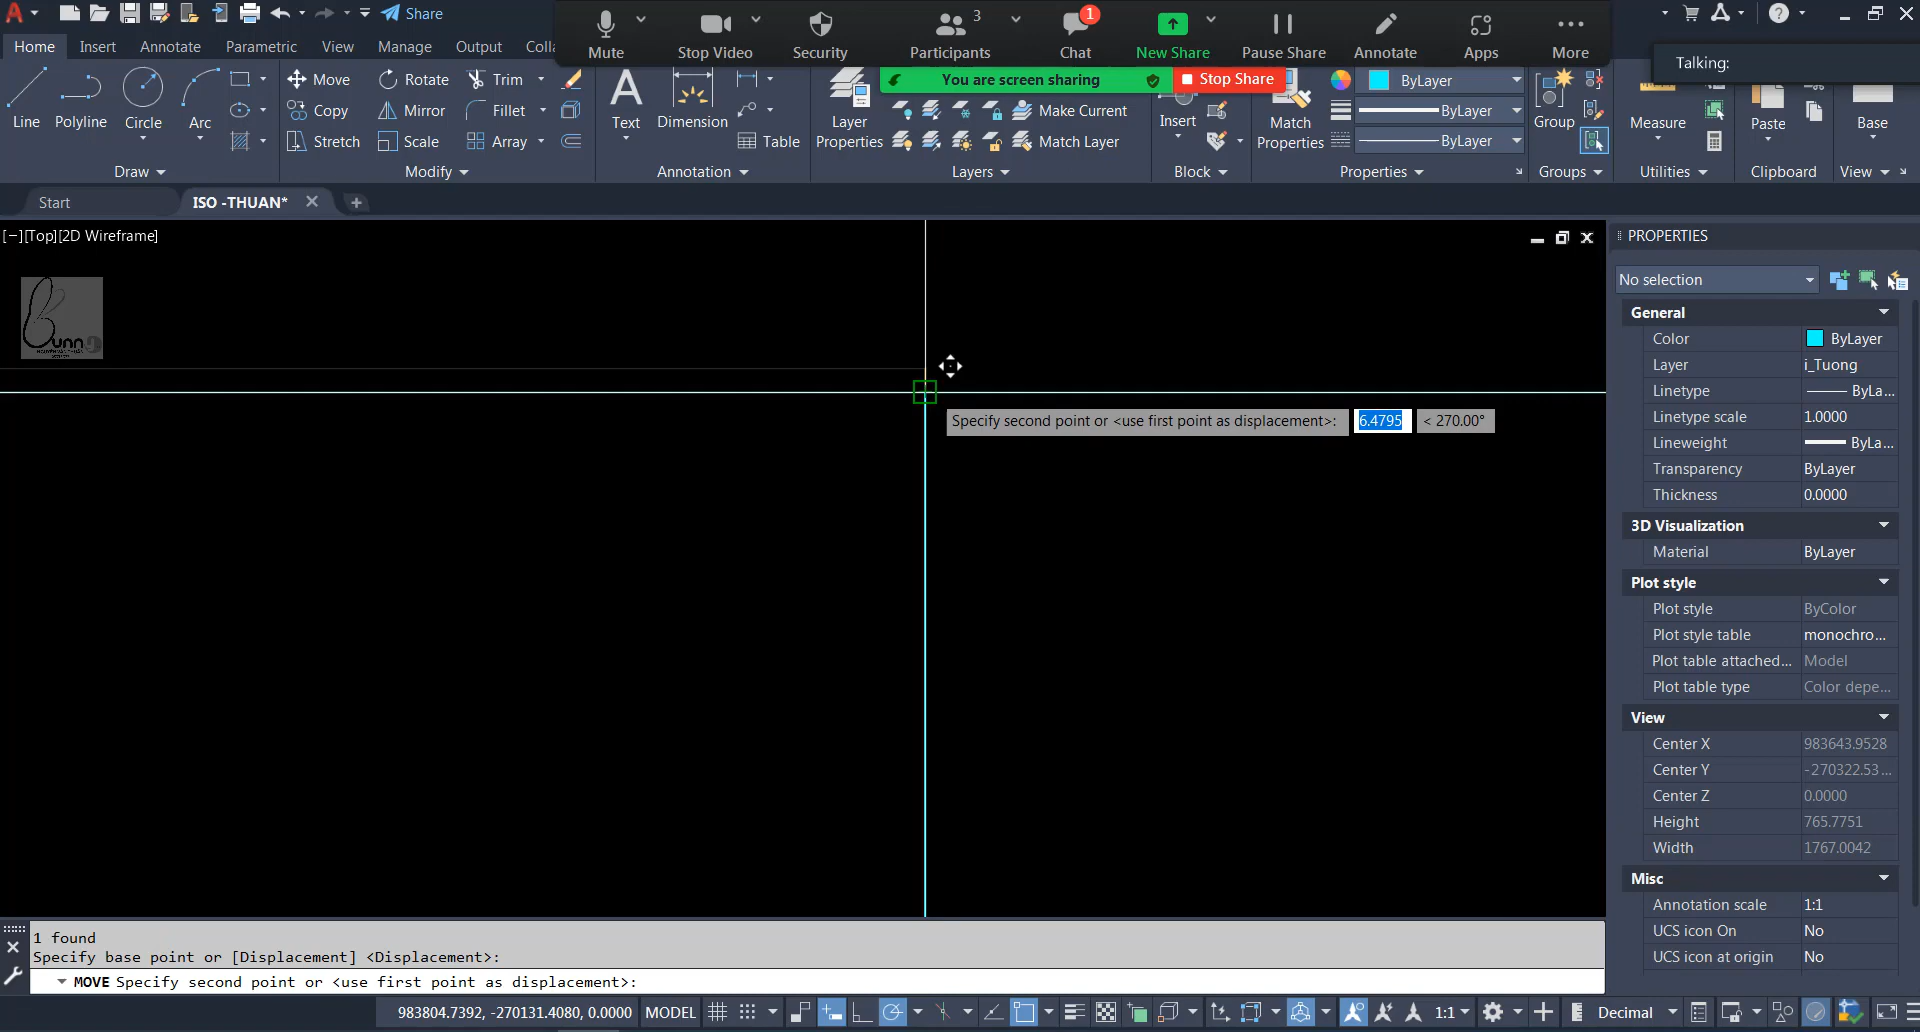 Share
Mute
Stop Video
Security
Participants
3
Chat
1
New Share
Pause Share
Annotate
Apps
More
Talking:
You are screen sharing
Stop Share
Home
Insert
Annotate
Parametric
View
Manage
Output
Line
Polyline
Circle
Arc
Draw
Move
Rotate
Trim
Copy
Mirror
Fillet
Stretch
Scale
Array
Modify
Text
Dimension
Table
Annotation
Layer
Properties
Make Current
Match Layer
Layers
Insert
Block
Match
Properties
ByLayer
ByLayer
ByLayer
Properties
Group
Groups
Measure
Utilities
Paste
Clipboard
Base
View
Start
ISO -THUAN*
[−][Top][2D Wireframe]
Specify second point or <use first point as displacement>:
6.4795
< 270.00°
PROPERTIES
No selection
General
Color ByLayer
Layer i_Tuong
Linetype ByLa...
Linetype scale 1.0000
Lineweight ByLa...
Transparency ByLayer
Thickness 0.0000
3D Visualization
Material ByLayer
Plot style
Plot style ByColor
Plot style table monochro...
Plot table attached... Model
Plot table type Color depe...
View
Center X 983643.9528
Center Y -270322.53...
Center Z 0.0000
Height 765.7751
Width 1767.0042
Misc
Annotation scale 1:1
UCS icon On No
UCS icon at origin No
1 found
Specify base point or [Displacement] <Displacement>:
MOVE Specify second point or <use first point as displacement>:
983804.7392, -270131.4080, 0.0000
MODEL
1:1
Decimal